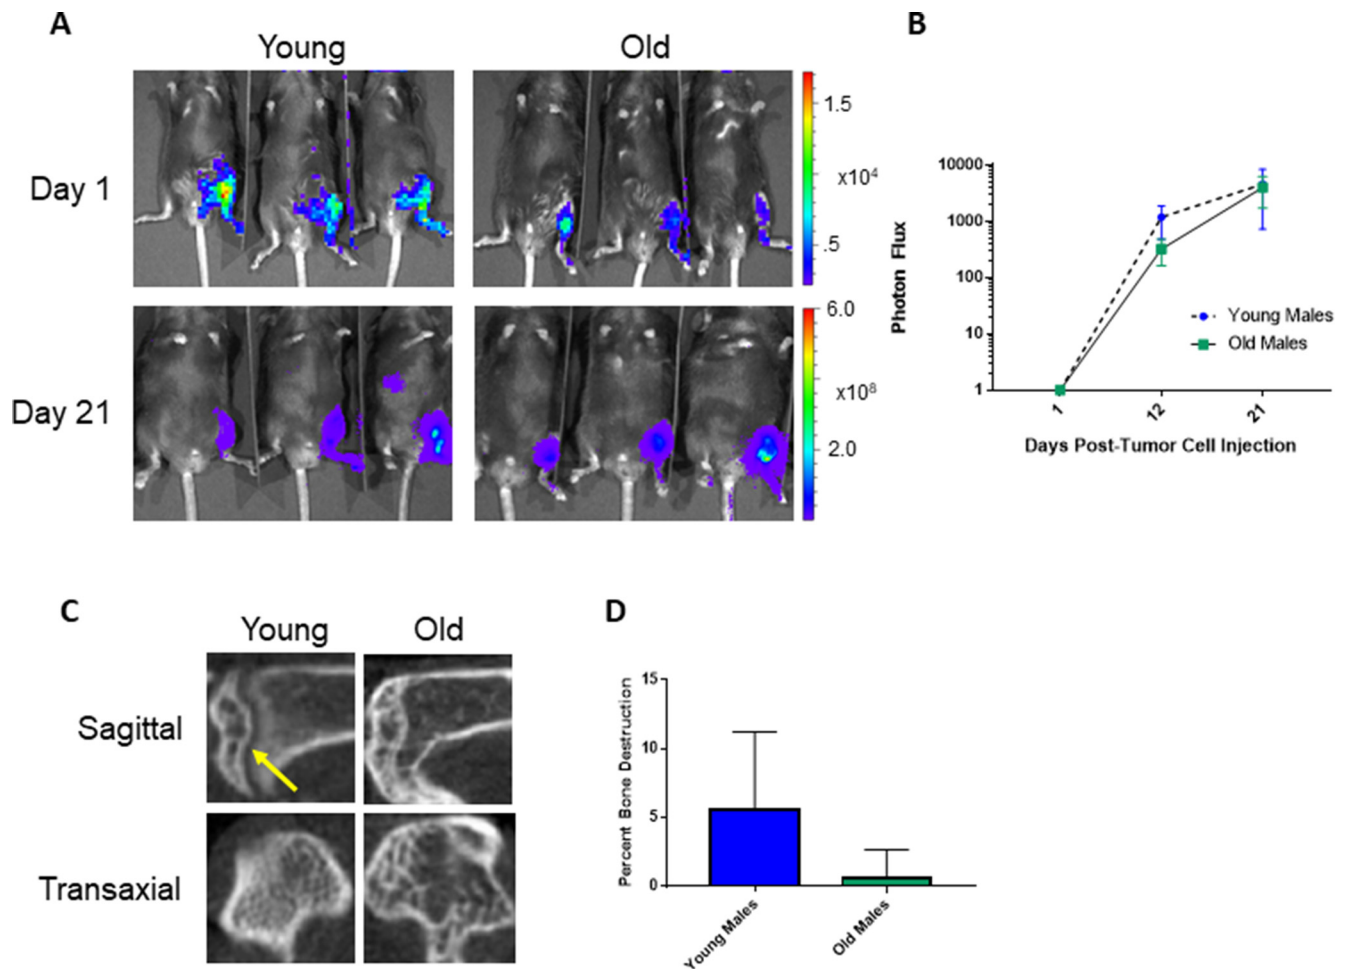 A
Young
Old
Day 1
1.5
x10⁴
.5
Day 21
6.0
x10⁸
2.0
B
Photon Flux
10000
1000
100
10
1
Young Males
Old Males
1
12
21
Days Post-Tumor Cell Injection
C
Young
Old
Sagittal
Transaxial
D
Percent Bone Destruction
15
10
5
0
Young Males
Old Males